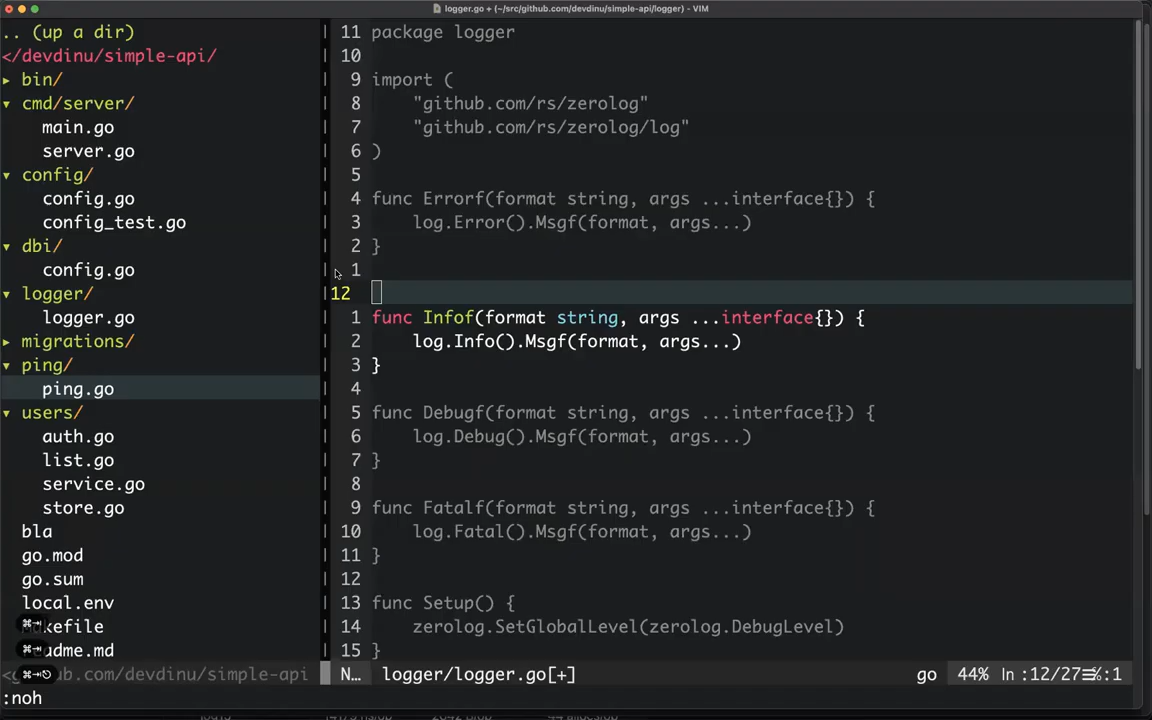 logger.go + (~/src/github.com/devdinu/simple-api/logger) - VIM
.. (up a dir)
</devdinu/simple-api/
▸ bin/
▾ cmd/server/
main.go
server.go
▾ config/
config.go
config_test.go
▾ dbi/
config.go
▾ logger/
logger.go
▸ migrations/
▾ ping/
ping.go
▾ users/
auth.go
list.go
service.go
store.go
bla
go.mod
go.sum
local.env
kefile
adme.md
hub.com/devdinu/simple-api
11 package logger
10
9 import (
8 "github.com/rs/zerolog"
7 "github.com/rs/zerolog/log"
6 )
5
4 func Errorf(format string, args ...interface{}) {
3 log.Error().Msgf(format, args...)
2 }
1
12
1 func Infof(format string, args ...interface{}) {
2 log.Info().Msgf(format, args...)
3 }
4
5 func Debugf(format string, args ...interface{}) {
6 log.Debug().Msgf(format, args...)
7 }
8
9 func Fatalf(format string, args ...interface{}) {
10 log.Fatal().Msgf(format, args...)
11 }
12
13 func Setup() {
14 zerolog.SetGlobalLevel(zerolog.DebugLevel)
15 }
N… logger/logger.go[+] go 44% ln :12/27☰℅:1
:noh